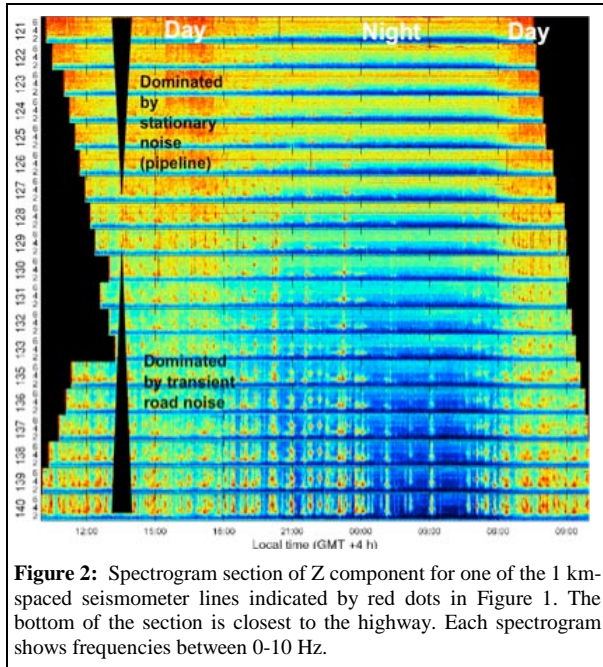 Day Night Day
Dominated
by
stationary
noise
(pipeline)
Dominated
by transient
road noise
121
122
123
124
125
126
127
128
129
130
131
132
133
135
136
137
138
139
140
12:00 15:00 18:00 21:00 00:00 03:00 06:00 09:00
Local time (GMT +4 h)
Figure 2: Spectrogram section of Z component for one of the 1 km-
spaced seismometer lines indicated by red dots in Figure 1. The
bottom of the section is closest to the highway. Each spectrogram
shows frequencies between 0-10 Hz.